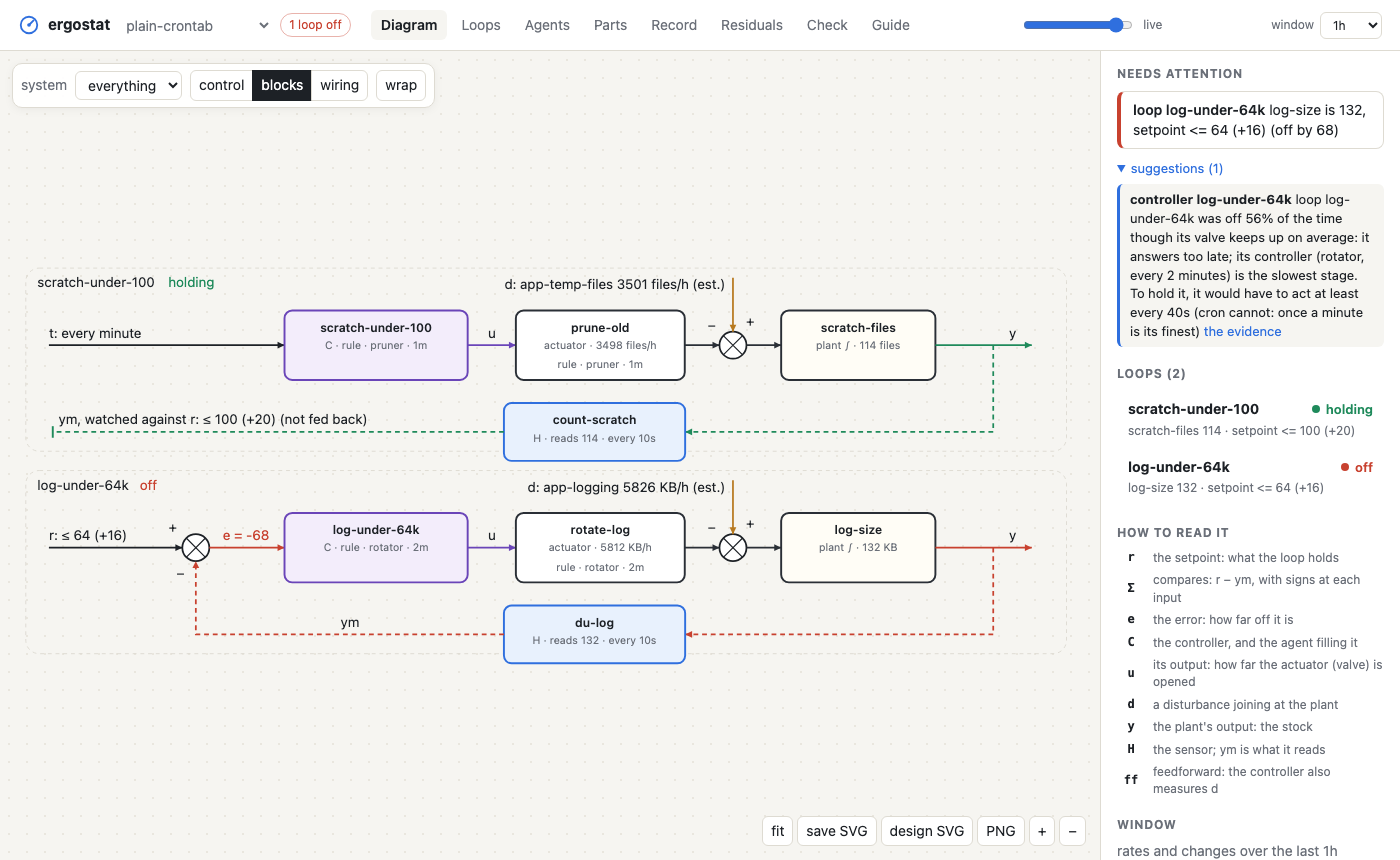 ergostat plain-crontab 1 loop off Diagram Loops Agents Parts Record Residuals Check Guide live window 1h
system everything control blocks wiring wrap
scratch-under-100 holding
d: app-temp-files 3501 files/h (est.)
t: every minute
scratch-under-100
C · rule · pruner · 1m
u
prune-old
actuator · 3498 files/h
rule · pruner · 1m
− +
scratch-files
plant ∫ · 114 files
y
ym, watched against r: ≤ 100 (+20) (not fed back)
count-scratch
H · reads 114 · every 10s
log-under-64k off
d: app-logging 5826 KB/h (est.)
r: ≤ 64 (+16)
+
−
e = -68
log-under-64k
C · rule · rotator · 2m
u
rotate-log
actuator · 5812 KB/h
rule · rotator · 2m
− +
log-size
plant ∫ · 132 KB
y
ym
du-log
H · reads 132 · every 10s
fit save SVG design SVG PNG + −
NEEDS ATTENTION
loop log-under-64k log-size is 132,
setpoint <= 64 (+16) (off by 68)
▼ suggestions (1)
controller log-under-64k loop log-
under-64k was off 56% of the time
though its valve keeps up on average: it
answers too late; its controller (rotator,
every 2 minutes) is the slowest stage.
To hold it, it would have to act at least
every 40s (cron cannot: once a minute
is its finest) the evidence
LOOPS (2)
scratch-under-100 holding
scratch-files 114 · setpoint <= 100 (+20)
log-under-64k off
log-size 132 · setpoint <= 64 (+16)
HOW TO READ IT
r the setpoint: what the loop holds
Σ compares: r − ym, with signs at each
input
e the error: how far off it is
C the controller, and the agent filling it
u its output: how far the actuator (valve) is
opened
d a disturbance joining at the plant
y the plant's output: the stock
H the sensor; ym is what it reads
ff feedforward: the controller also
measures d
WINDOW
rates and changes over the last 1h